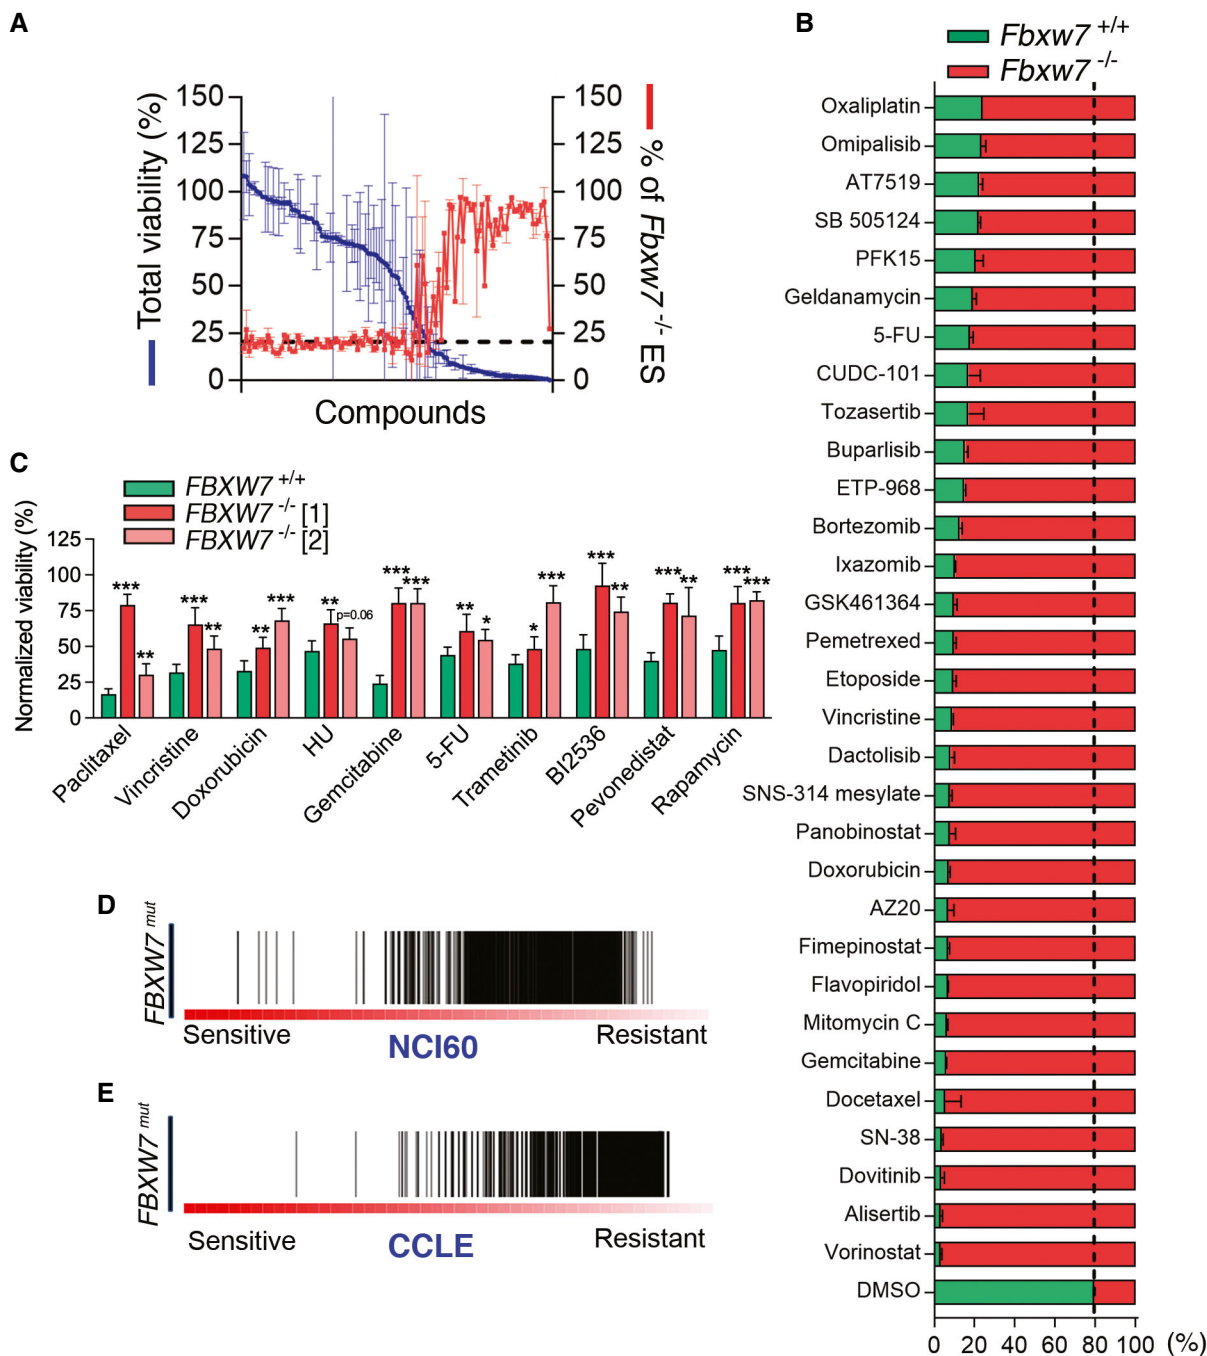 A
B
Fbxw7 +/+
Fbxw7 -/-
150
125
100
75
50
25
0
Total viability (%)
150
125
100
75
50
25
0
% of Fbxw7 -/- ES
Compounds
Oxaliplatin
Omipalisib
AT7519
SB 505124
PFK15
Geldanamycin
5-FU
CUDC-101
Tozasertib
Buparlisib
ETP-968
Bortezomib
Ixazomib
GSK461364
Pemetrexed
Etoposide
Vincristine
Dactolisib
SNS-314 mesylate
Panobinostat
Doxorubicin
AZ20
Fimepinostat
Flavopiridol
Mitomycin C
Gemcitabine
Docetaxel
SN-38
Dovitinib
Alisertib
Vorinostat
DMSO
0 20 40 60 80 100 (%)
C
FBXW7 +/+
FBXW7 -/- [1]
FBXW7 -/- [2]
Normalized viability (%)
125
100
75
50
25
0
*** ** *** ** ** *** ** p=0.06 *** *** ** * * *** *** ** *** ** *** ***
Paclitaxel
Vincristine
Doxorubicin
HU
Gemcitabine
5-FU
Trametinib
BI2536
Pevonedistat
Rapamycin
D
FBXW7 mut
Sensitive
NCI60
Resistant
E
FBXW7 mut
Sensitive
CCLE
Resistant